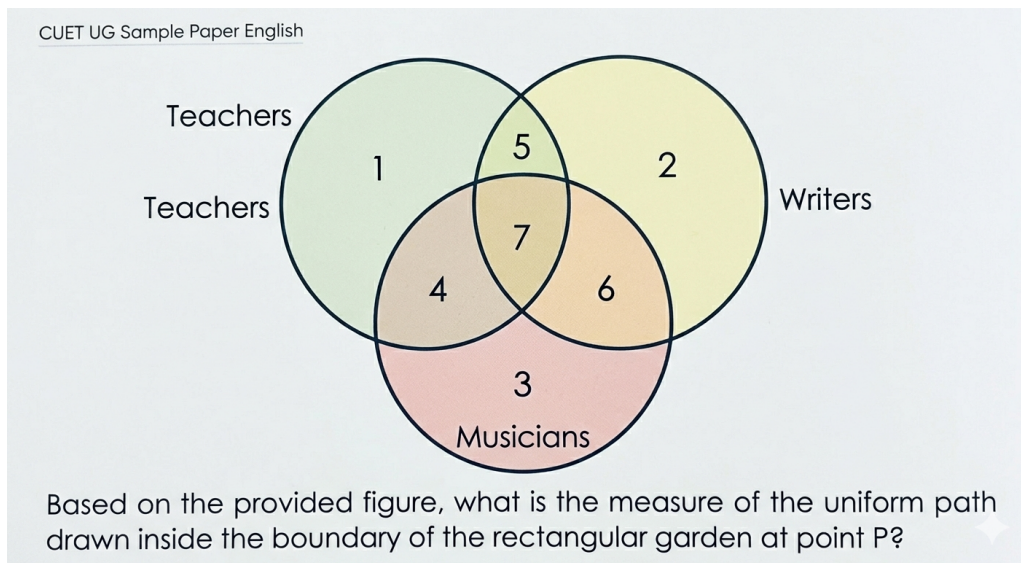 CUET UG Sample Paper English
Teachers
1
5
2
Teachers
Writers
7
4
6
3
Musicians
Based on the provided figure, what is the measure of the uniform path
drawn inside the boundary of the rectangular garden at point P?